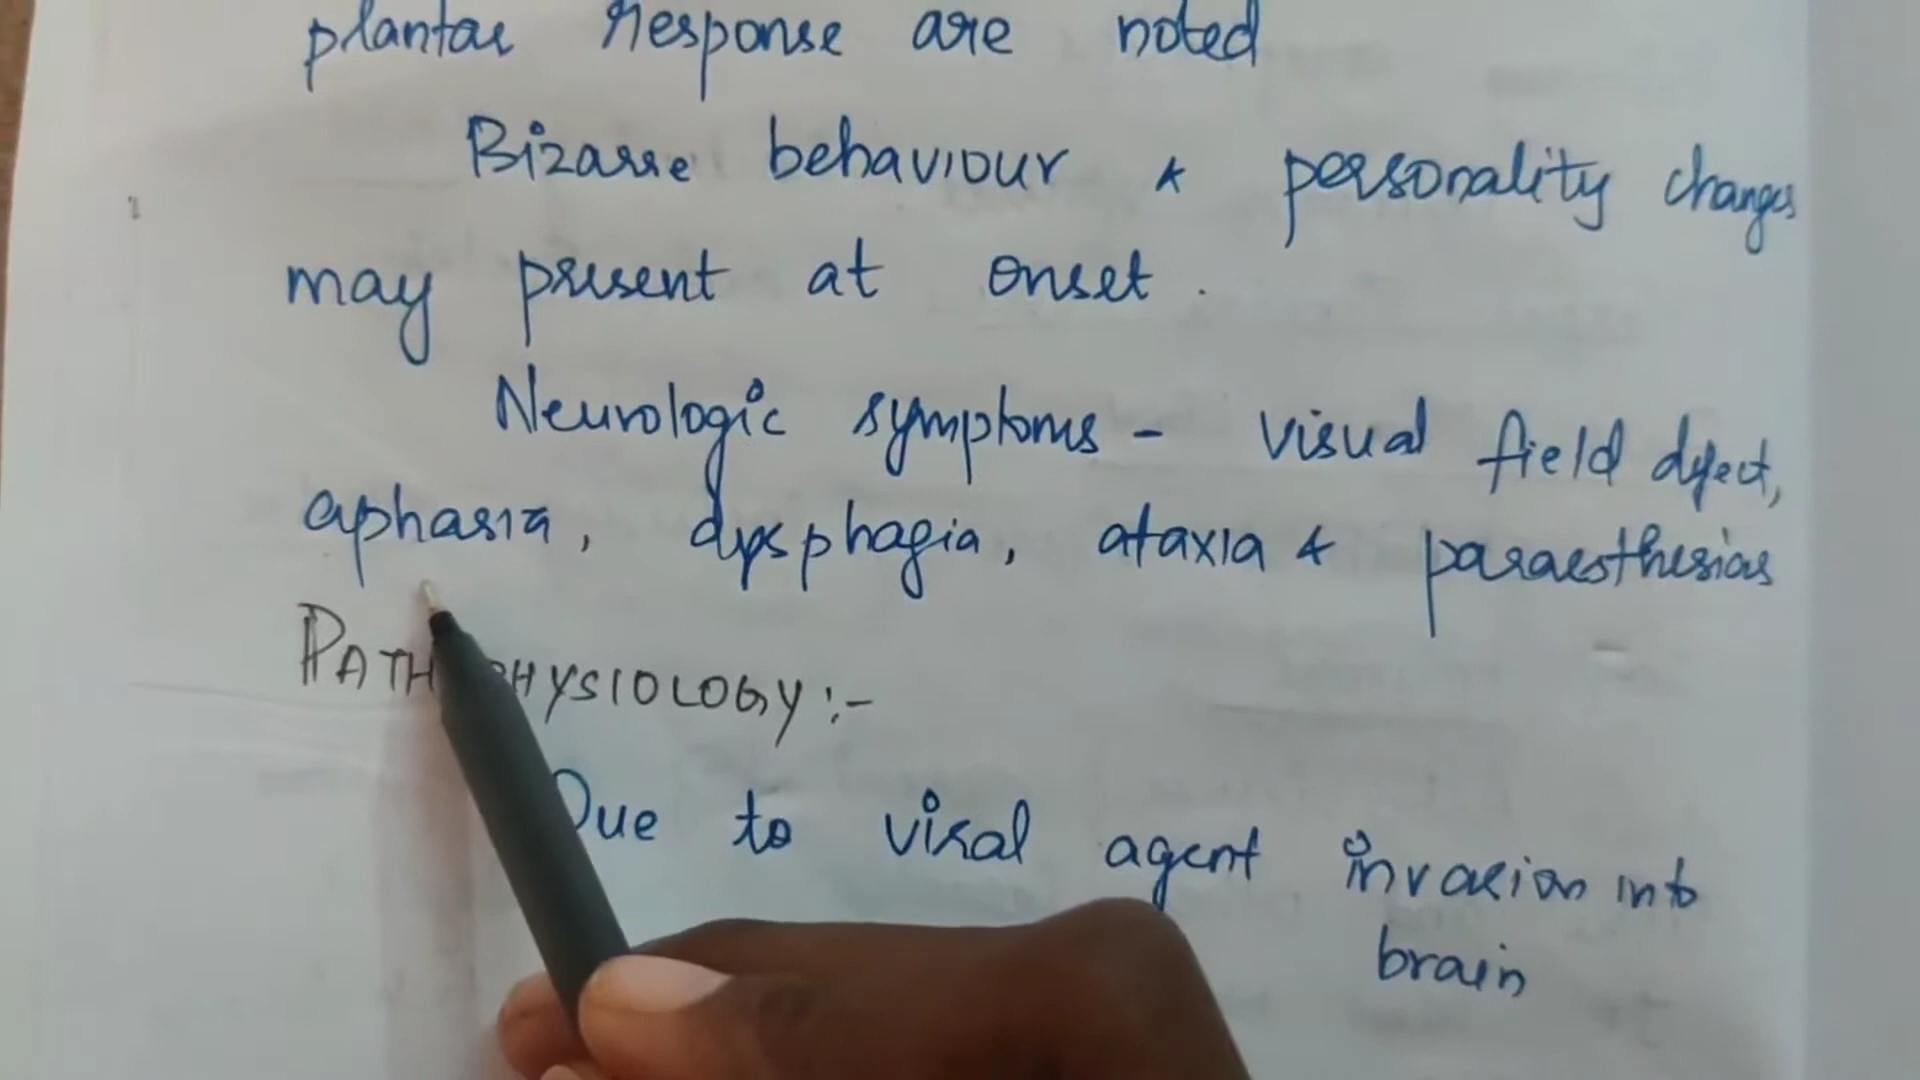 plantar response are noted
Bizarre behaviour & personality changes
may present at onset.
Neurologic symptoms - visual field defect,
aphasia, dysphagia, ataxia & paraesthesias
PATHOPHYSIOLOGY:-
Due to viral agent invasion into
brain